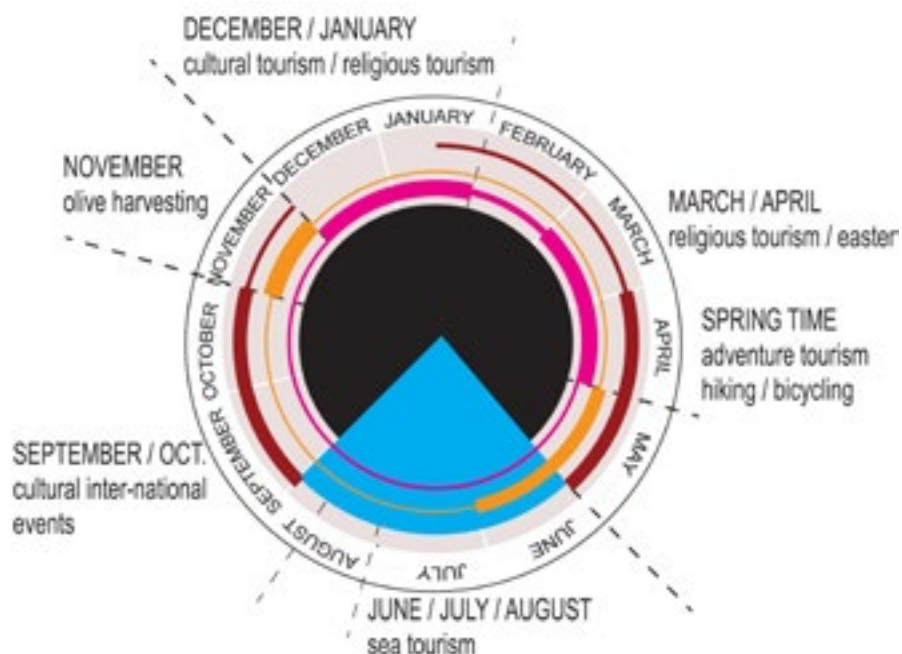 DECEMBER / JANUARY
cultural tourism / religious tourism
NOVEMBER
olive harvesting
MARCH / APRIL
religious tourism / easter
SPRING TIME
adventure tourism
hiking / bicycling
SEPTEMBER / OCT.
cultural inter-national
events
JUNE / JULY / AUGUST
sea tourism
JANUARY
FEBRUARY
MARCH
APRIL
MAY
JUNE
JULY
AUGUST
SEPTEMBER
OCTOBER
NOVEMBER
DECEMBER